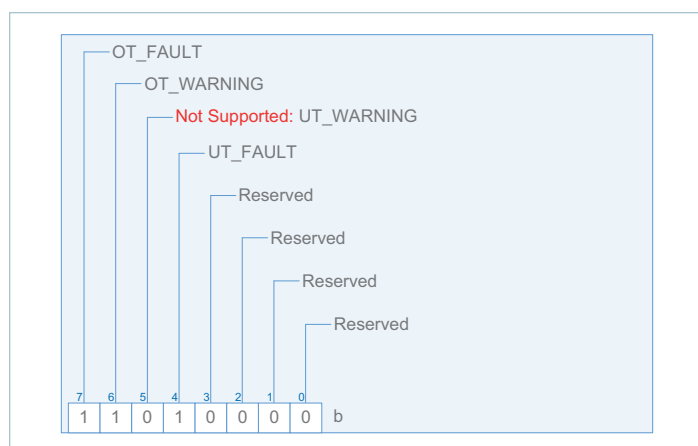 OT_FAULT
OT_WARNING
Not Supported: UT_WARNING
UT_FAULT
Reserved
Reserved
Reserved
Reserved
7 6 5 4 3 2 1 0
1 1 0 1 0 0 0 0 b